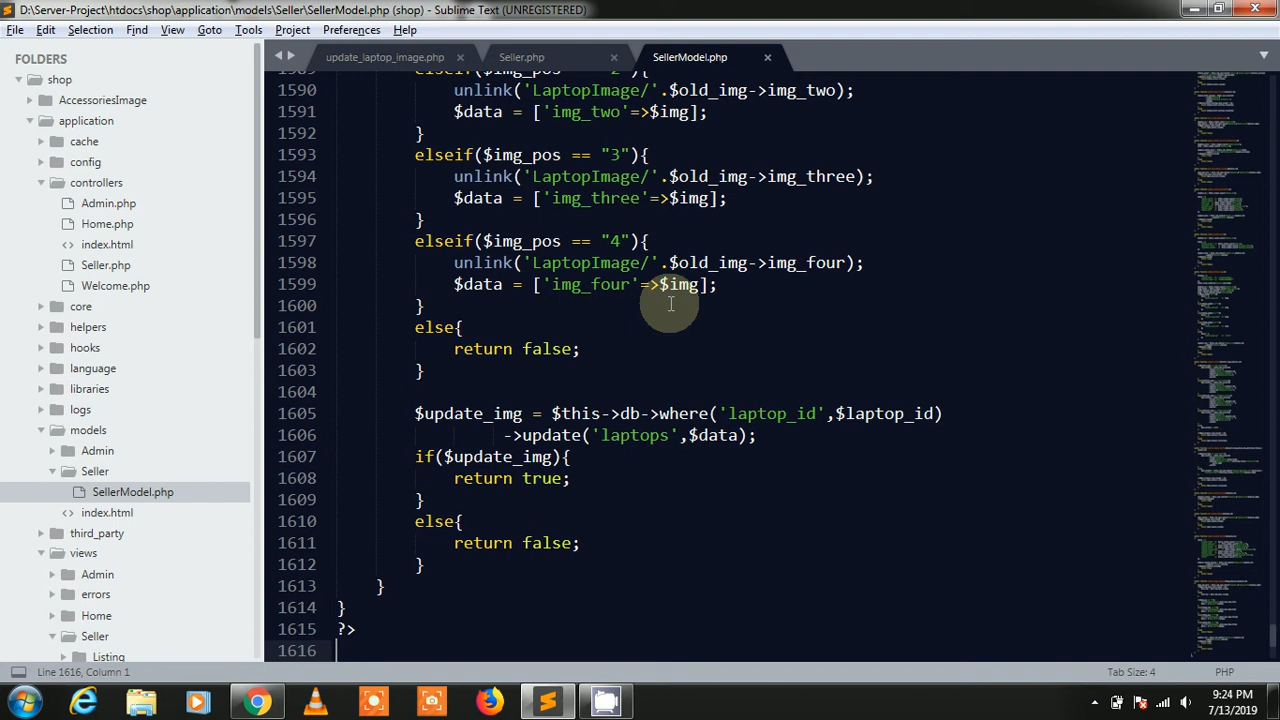 D:\Server-Project\htdocs\shop\application\models\Seller\SellerModel.php (shop) - Sublime Text (UNREGISTERED)
File Edit Selection Find View Goto Tools Project Preferences Help
FOLDERS
shop
AccessoriesImage
application
cache
config
controllers
Admin.php
Home.php
index.html
Seller.php
Welcome.php
core
helpers
hooks
language
libraries
logs
models
Admin
Seller
SellerModel.php
index.html
third_party
views
Admin
errors
Home
Seller
Listing
update_laptop_image.php Seller.php SellerModel.php
1589 elseif($img_pos == "2"){
1590 unlink('LaptopImage/'.$old_img->img_two);
1591 $data = ['img_two'=>$img];
1592 }
1593 elseif($img_pos == "3"){
1594 unlink('LaptopImage/'.$old_img->img_three);
1595 $data = ['img_three'=>$img];
1596 }
1597 elseif($img_pos == "4"){
1598 unlink('LaptopImage/'.$old_img->img_four);
1599 $data = ['img_four'=>$img];
1600 }
1601 else{
1602 return false;
1603 }
1604
1605 $update_img= $this->db->where('laptop_id',$laptop_id)
1606 update('laptops',$data);
1607 if($update_img){
1608 return true;
1609 }
1610 else{
1611 return false;
1612 }
1613 }
1614 }
1615 ?>
1616
Line 1616, Column 1 Tab Size: 4 PHP
9:24 PM
7/13/2019